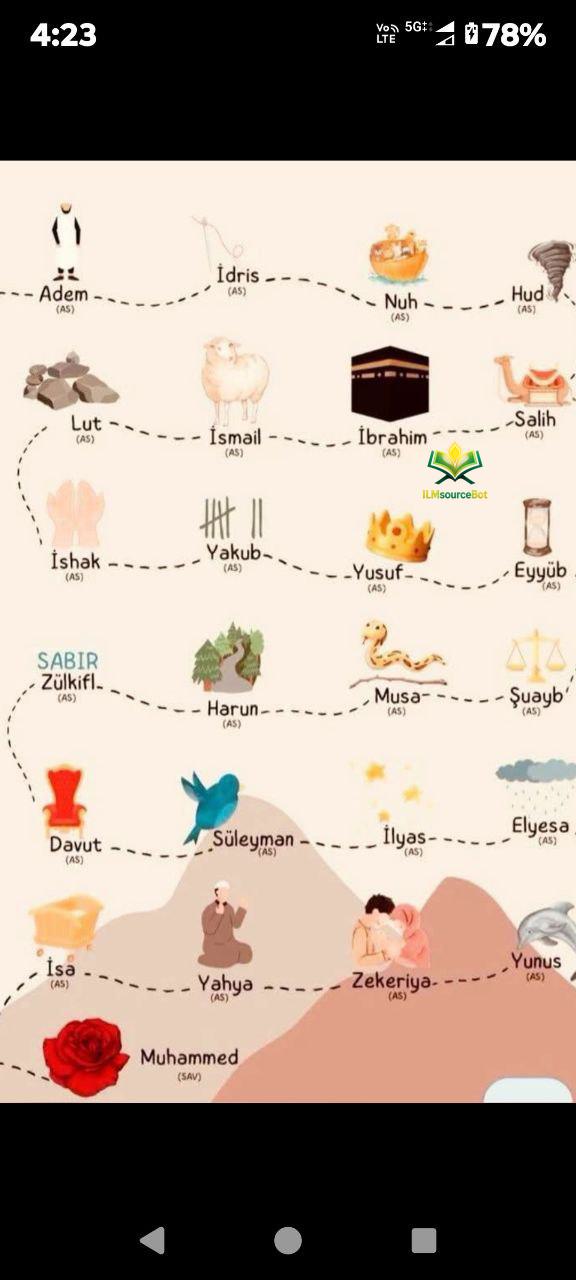 4:23
Vo LTE 5G 78%
Adem
(AS)
İdris
(AS)
Nuh
(AS)
Hud
(AS)
Lut
(AS)
İsmail
(AS)
İbrahim
(AS)
Salih
(AS)
ILMsourceBot
İshak
(AS)
Yakub
(AS)
Yusuf
(AS)
Eyyüb
(AS)
SABIR
Zülkifl
(AS)
Harun
(AS)
Musa
(AS)
Şuayb
(AS)
Davut
(AS)
Süleyman
(AS)
İlyas
(AS)
Elyesa
(AS)
İsa
(AS)
Yahya
(AS)
Zekeriya
(AS)
Yunus
(AS)
Muhammed
(SAV)